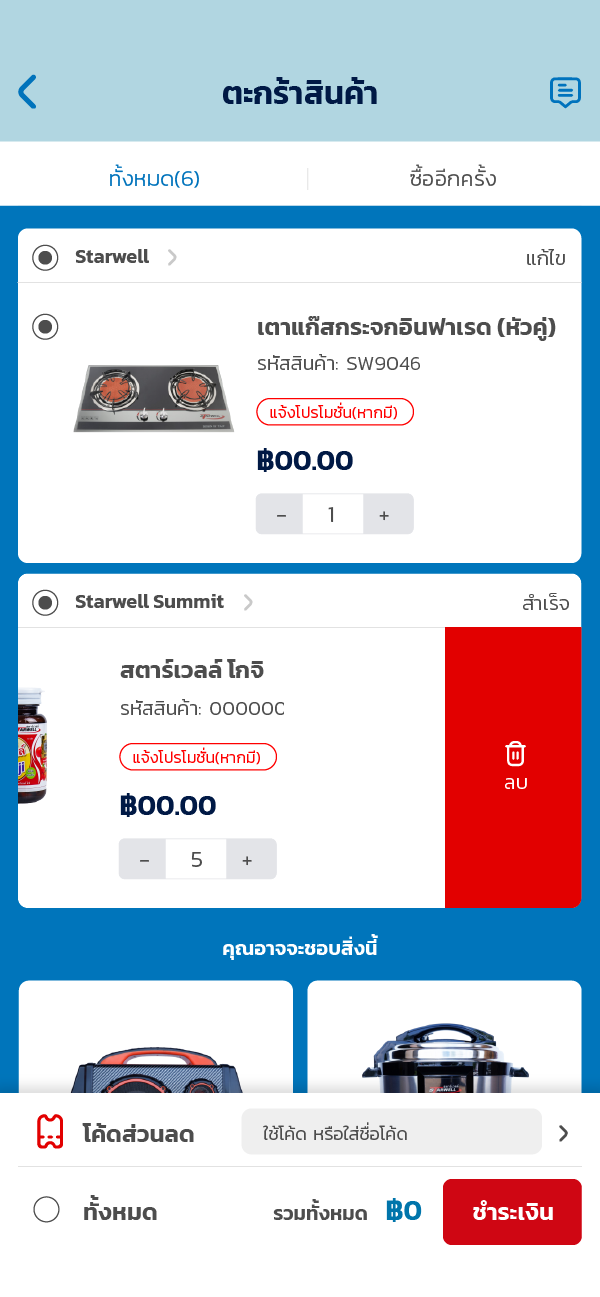 ตะกร้าสินค้า
ทั้งหมด(6)
ซื้ออีกครั้ง
Starwell
แก้ไข
เตาแก๊สกระจกอินฟาเรด (หัวคู่)
รหัสสินค้า: SW9046
แจ้งโปรโมชั่น(หากมี)
฿00.00
- 1 +
Starwell Summit
สำเร็จ
สตาร์เวลล์ โกจิ
รหัสสินค้า: 000000
แจ้งโปรโมชั่น(หากมี)
฿00.00
- 5 +
ลบ
คุณอาจจะชอบสิ่งนี้
โค้ดส่วนลด
ใช้โค้ด หรือใส่ชื่อโค้ด
ทั้งหมด
รวมทั้งหมด ฿0
ชำระเงิน